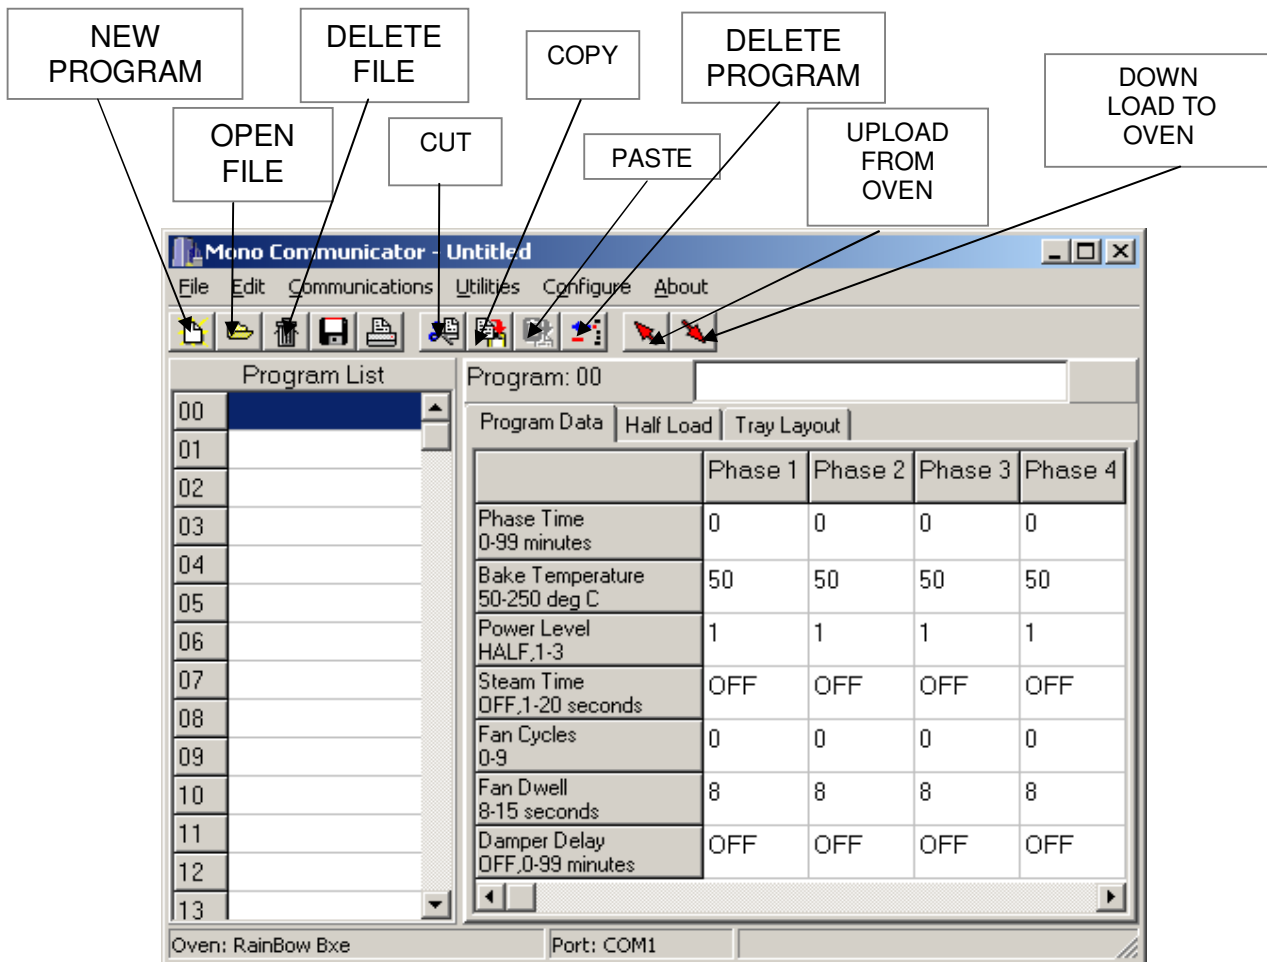 NEW
PROGRAM
DELETE
FILE
COPY
DELETE
PROGRAM
DOWN
LOAD TO
OVEN
OPEN
FILE
CUT
PASTE
UPLOAD
FROM
OVEN
Mono Communicator - Untitled
File Edit Communications Utilities Configure About
Program List
Program: 00
Program Data Half Load Tray Layout
00
01
02
03
04
05
06
07
08
09
10
11
12
13
Phase 1 Phase 2 Phase 3 Phase 4
Phase Time
0-99 minutes
0 0 0 0
Bake Temperature
50-250 deg C
50 50 50 50
Power Level
HALF,1-3
1 1 1 1
Steam Time
OFF,1-20 seconds
OFF OFF OFF OFF
Fan Cycles
0-9
0 0 0 0
Fan Dwell
8-15 seconds
8 8 8 8
Damper Delay
OFF,0-99 minutes
OFF OFF OFF OFF
Oven: RainBow Bxe
Port: COM1